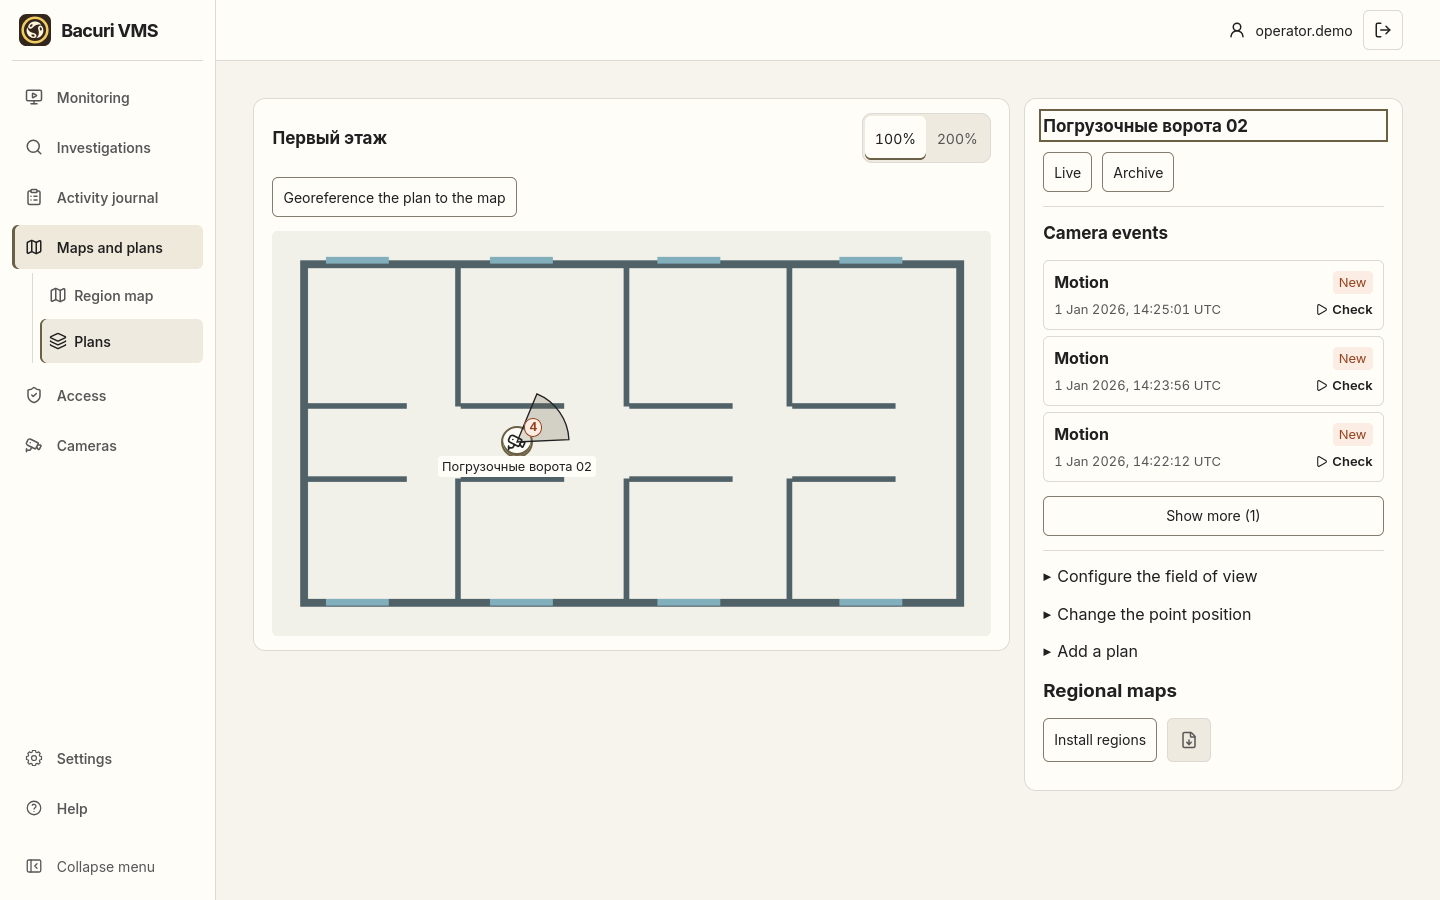 Bacuri VMS
operator.demo
Monitoring
Investigations
Activity journal
Maps and plans
Region map
Plans
Access
Cameras
Settings
Help
Collapse menu
Первый этаж
100%
200%
Georeference the plan to the map
4
Погрузочные ворота 02
Погрузочные ворота 02
Live
Archive
Camera events
Motion
New
1 Jan 2026, 14:25:01 UTC
Check
Motion
New
1 Jan 2026, 14:23:56 UTC
Check
Motion
New
1 Jan 2026, 14:22:12 UTC
Check
Show more (1)
Configure the field of view
Change the point position
Add a plan
Regional maps
Install regions